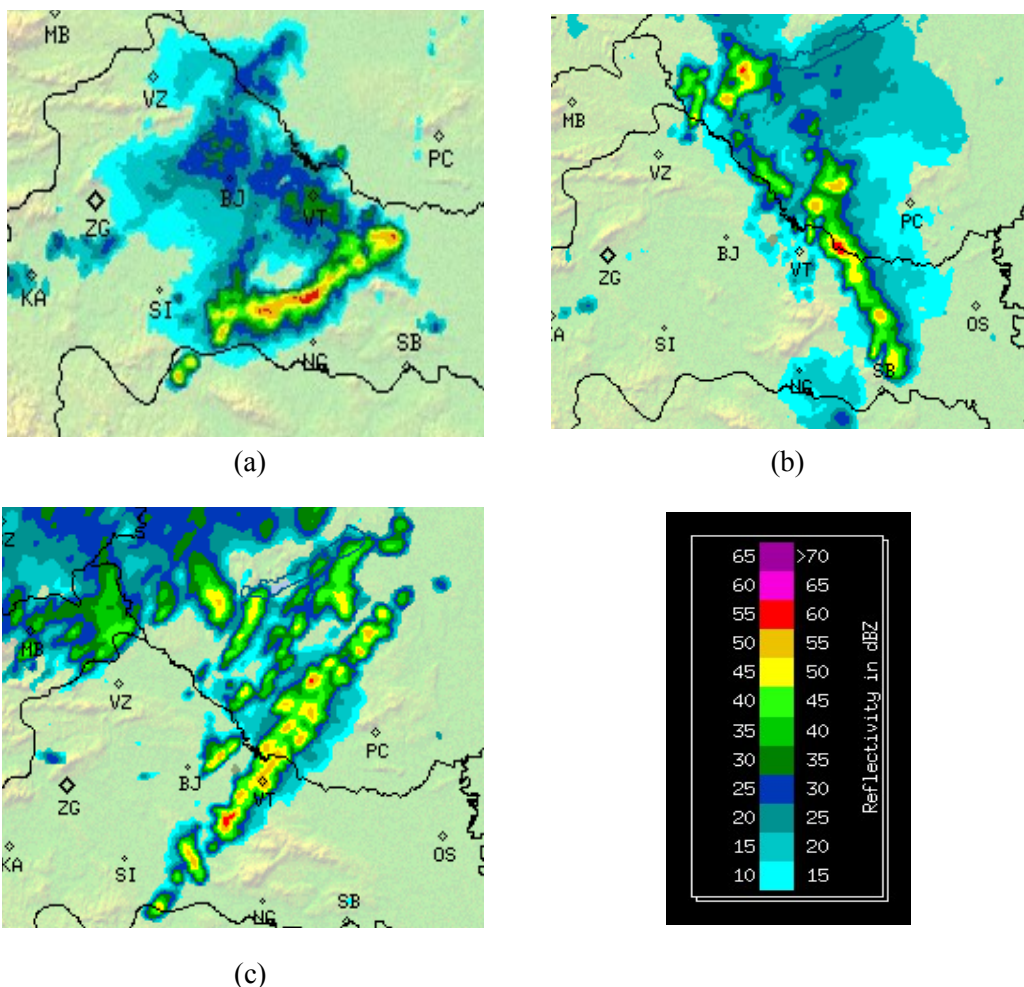 MB
VZ
PC
BJ
VT
ZG
KA
SI
SB
NG
(a)
MB
VZ
PC
BJ
VT
ZG
OS
SI
SB
NG
(b)
MB
VZ
PC
BJ
VT
ZG
OS
KA
SI
SB
NG
(c)
65 >70
60 65
55 60
50 55
45 50
40 45
35 40
30 35
25 30
20 25
15 20
10 15
Reflectivity in dBZ